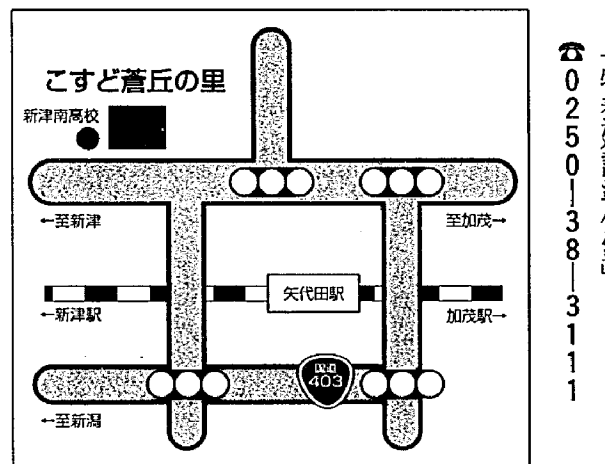 こすど蒼丘の里
新津南高校
←至新津
至加茂→
矢代田駅
←新津駅
加茂駅→
国道
403
←至新潟
☎0250-38-3111